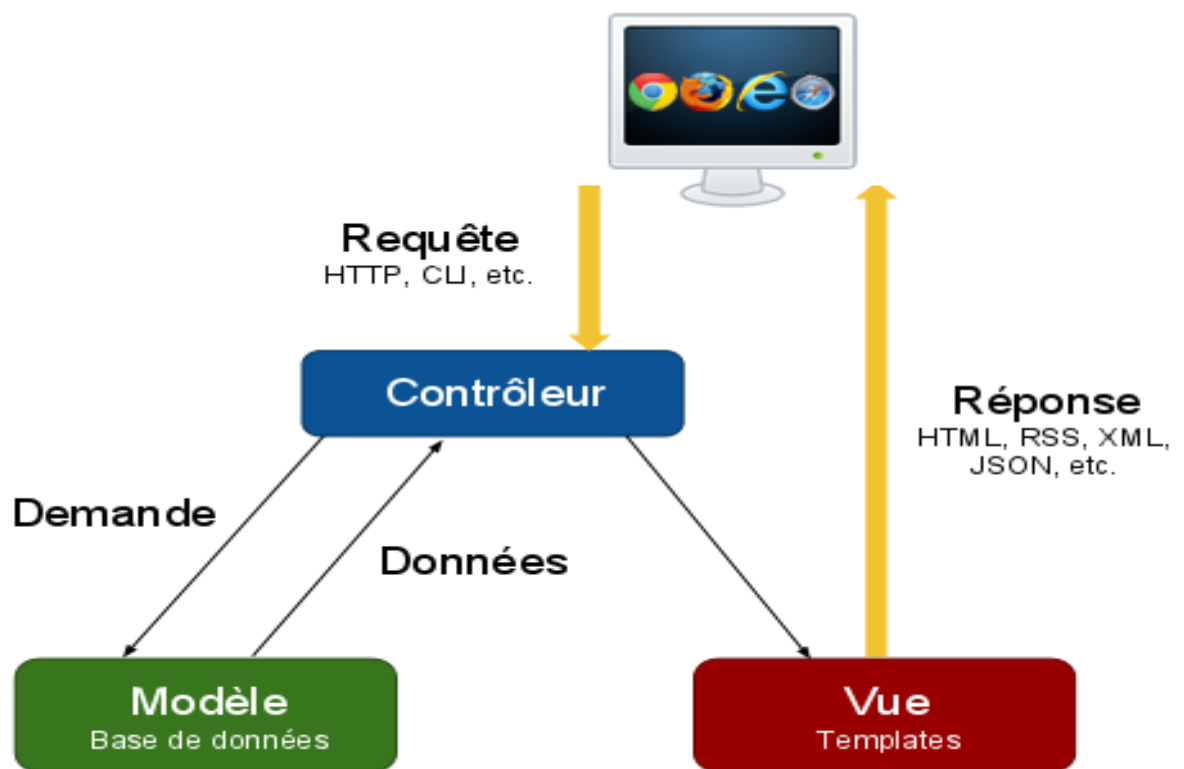 Requête
HTTP, CLI, etc.
Contrôleur
Réponse
HTML, RSS, XML,
JSON, etc.
Demande
Données
Modèle
Base de données
Vue
Templates